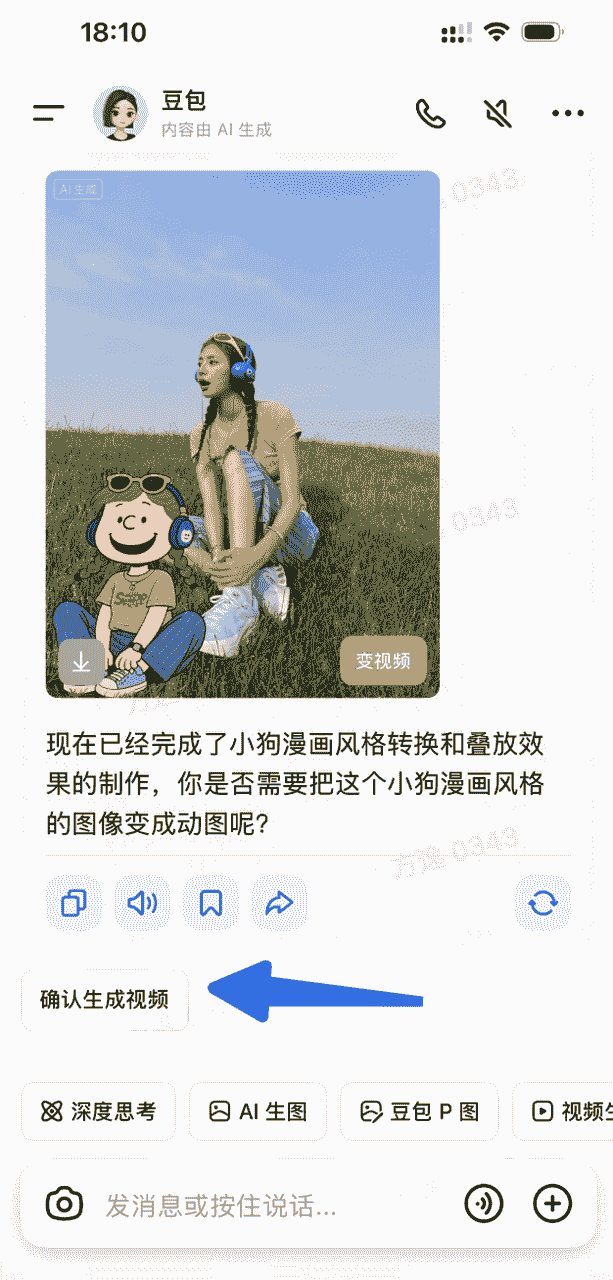 18:10
豆包
内容由 AI 生成
AI 生成
0343
0343
变视频
现在已经完成了小狗漫画风格转换和叠放效
果的制作，你是否需要把这个小狗漫画风格
的图像变成动图呢？
0343
确认生成视频
深度思考
AI 生图
豆包 P 图
视频生
发消息或按住说话...